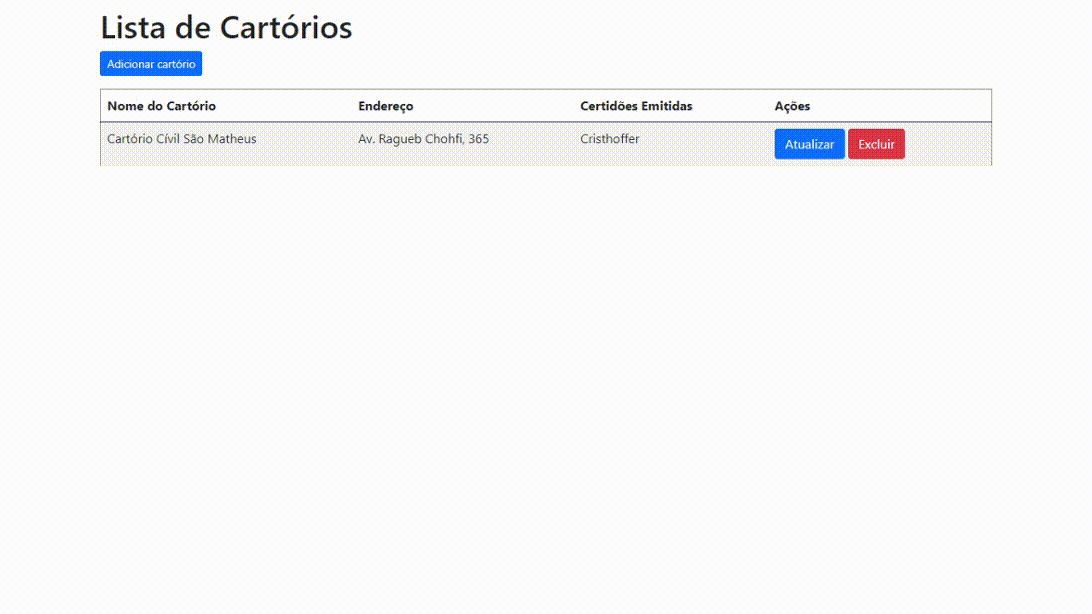 Lista de Cartórios
Adicionar cartório
Nome do Cartório Endereço Certidões Emitidas Ações
Cartório Cívil São Matheus Av. Ragueb Chohfi, 365 Cristhoffer Atualizar Excluir